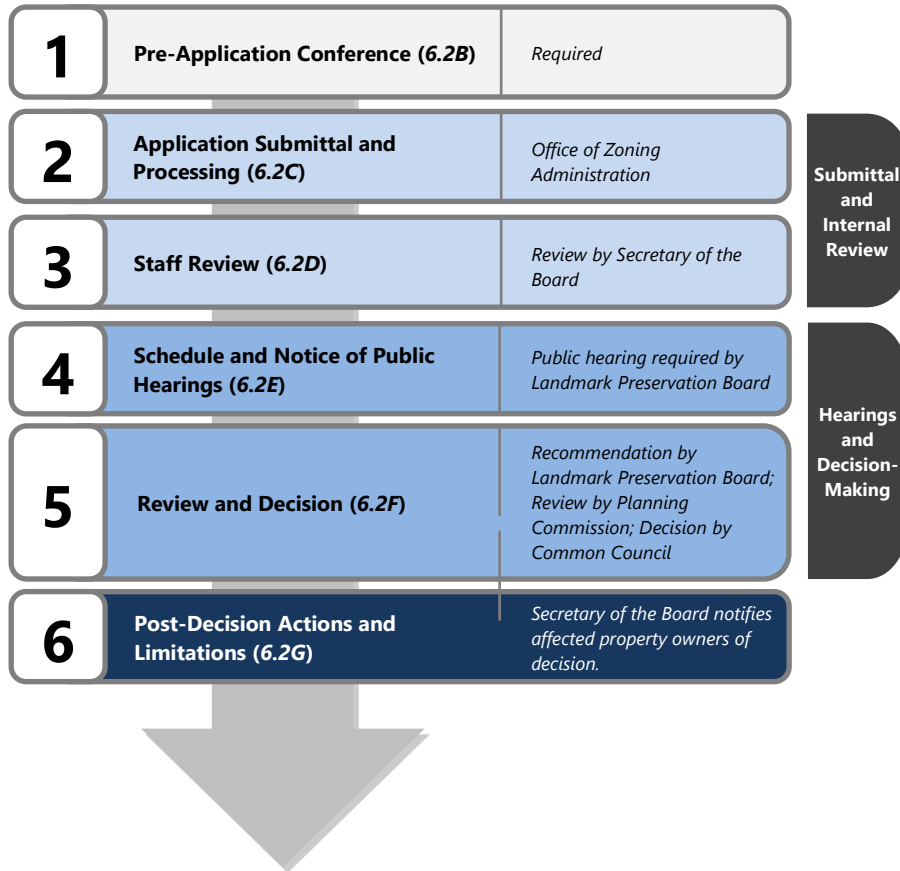 1
Pre-Application Conference (6.2B)
Required
2
Application Submittal and
Processing (6.2C)
Office of Zoning
Administration
3
Staff Review (6.2D)
Review by Secretary of the
Board
Submittal
and
Internal
Review
4
Schedule and Notice of Public
Hearings (6.2E)
Public hearing required by
Landmark Preservation Board
5
Review and Decision (6.2F)
Recommendation by
Landmark Preservation Board;
Review by Planning
Commission; Decision by
Common Council
Hearings
and
Decision-
Making
6
Post-Decision Actions and
Limitations (6.2G)
Secretary of the Board notifies
affected property owners of
decision.